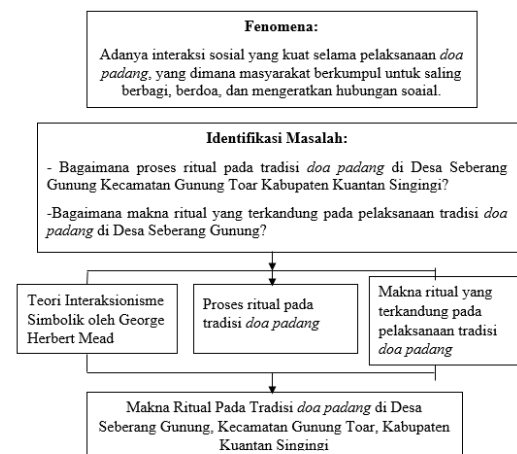 Fenomena:
Adanya interaksi sosial yang kuat selama pelaksanaan doa
padang, yang dimana masyarakat berkumpul untuk saling
berbagi, berdoa, dan mengeratkan hubungan soaial.
Identifikasi Masalah:
- Bagaimana proses ritual pada tradisi doa padang di Desa Seberang
Gunung Kecamatan Gunung Toar Kabupaten Kuantan Singingi?
-Bagaimana makna ritual yang terkandung pada pelaksanaan tradisi doa
padang di Desa Seberang Gunung?
Teori Interaksionisme
Simbolik oleh George
Herbert Mead
Proses ritual pada
tradisi doa padang
Makna ritual yang
terkandung pada
pelaksanaan tradisi
doa padang
Makna Ritual Pada Tradisi doa padang di Desa
Seberang Gunung, Kecamatan Gunung Toar, Kabupaten
Kuantan Singingi